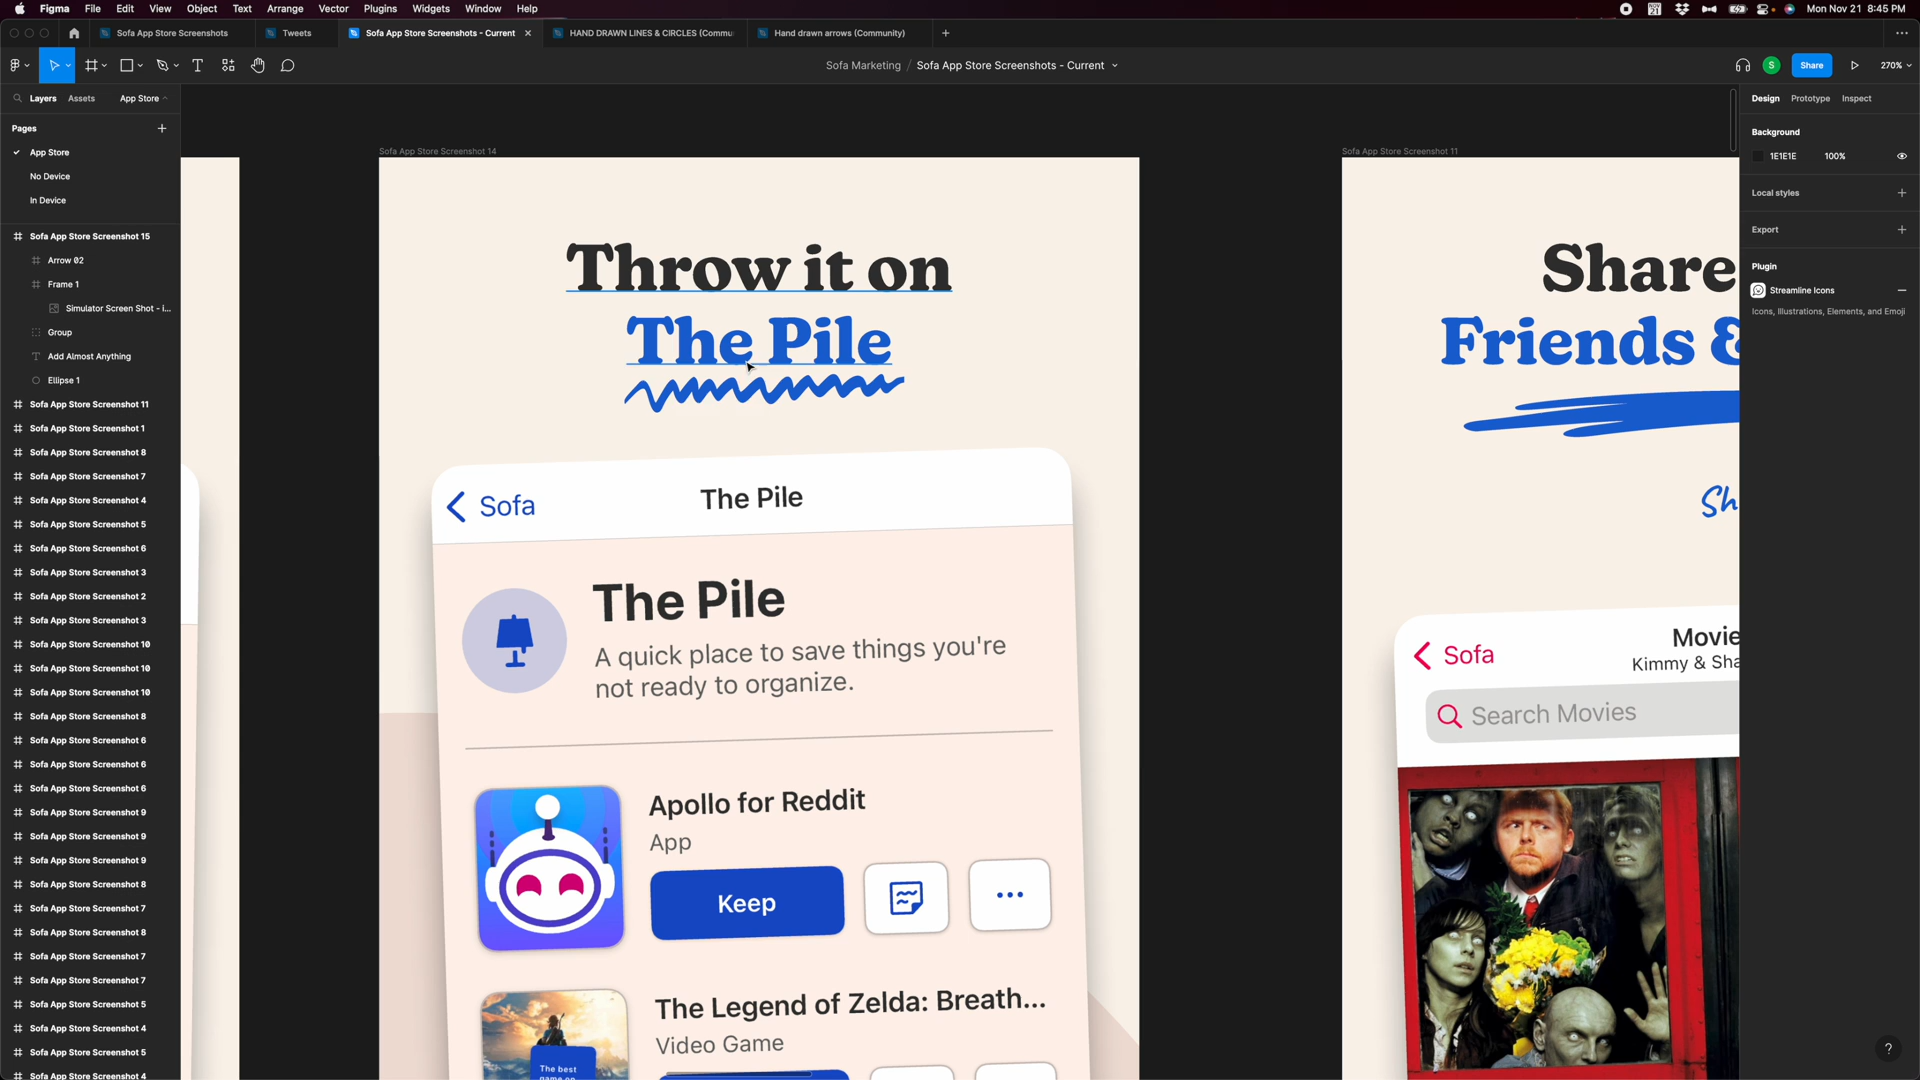 Figma File Edit View Object Text Arrange Vector Plugins Widgets Window Help
NOV 21 Mon Nov 21 8:45 PM
Sofa App Store Screenshots Tweets Sofa App Store Screenshots - Current HAND DRAWN LINES & CIRCLES (Commu Hand drawn arrows (Community)
Sofa Marketing / Sofa App Store Screenshots - Current
S Share 270%
Layers Assets App Store
Pages
App Store
No Device
In Device
Sofa App Store Screenshot 15
Arrow 02
Frame 1
Simulator Screen Shot - i...
Group
Add Almost Anything
Ellipse 1
Sofa App Store Screenshot 11
Sofa App Store Screenshot 1
Sofa App Store Screenshot 8
Sofa App Store Screenshot 7
Sofa App Store Screenshot 4
Sofa App Store Screenshot 5
Sofa App Store Screenshot 6
Sofa App Store Screenshot 3
Sofa App Store Screenshot 2
Sofa App Store Screenshot 3
Sofa App Store Screenshot 10
Sofa App Store Screenshot 10
Sofa App Store Screenshot 10
Sofa App Store Screenshot 8
Sofa App Store Screenshot 6
Sofa App Store Screenshot 6
Sofa App Store Screenshot 6
Sofa App Store Screenshot 9
Sofa App Store Screenshot 9
Sofa App Store Screenshot 9
Sofa App Store Screenshot 8
Sofa App Store Screenshot 7
Sofa App Store Screenshot 8
Sofa App Store Screenshot 7
Sofa App Store Screenshot 7
Sofa App Store Screenshot 5
Sofa App Store Screenshot 4
Sofa App Store Screenshot 5
Sofa App Store Screenshot 4
Sofa App Store Screenshot 14
Throw it on
The Pile
Sofa
The Pile
The Pile
A quick place to save things you're
not ready to organize.
Apollo for Reddit
App
Keep
The best
game on
The Legend of Zelda: Breath...
Video Game
Sofa App Store Screenshot 11
Share
Friends &
Sh
Sofa
Movie
Kimmy & Sha
Search Movies
Design Prototype Inspect
Background
1E1E1E 100%
Local styles
Export
Plugin
Streamline Icons
Icons, Illustrations, Elements, and Emoji
?